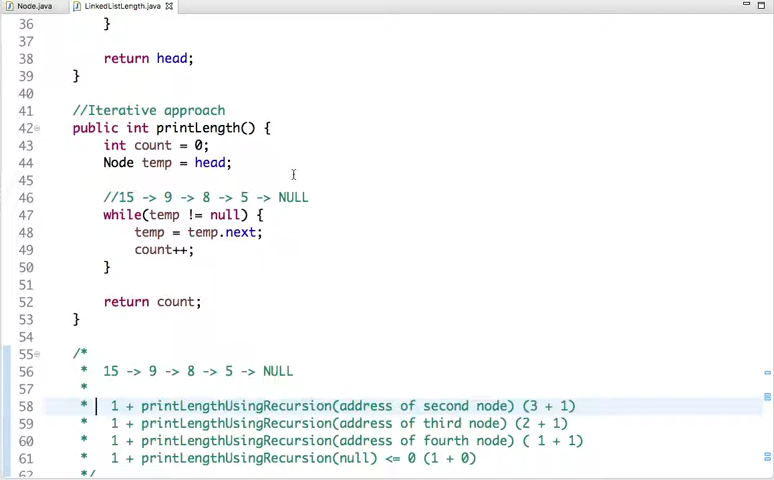 Node.java LinkedListLength.java
36 }
37
38 return head;
39 }
40
41 //Iterative approach
42 public int printLength() {
43 int count = 0;
44 Node temp = head;
45
46 //15 -> 9 -> 8 -> 5 -> NULL
47 while(temp != null) {
48 temp = temp.next;
49 count++;
50 }
51
52 return count;
53 }
54
55 /*
56 * 15 -> 9 -> 8 -> 5 -> NULL
57 *
58 * 1 + printLengthUsingRecursion(address of second node) (3 + 1)
59 * 1 + printLengthUsingRecursion(address of third node) (2 + 1)
60 * 1 + printLengthUsingRecursion(address of fourth node) ( 1 + 1)
61 * 1 + printLengthUsingRecursion(null) <= 0 (1 + 0)
62 */